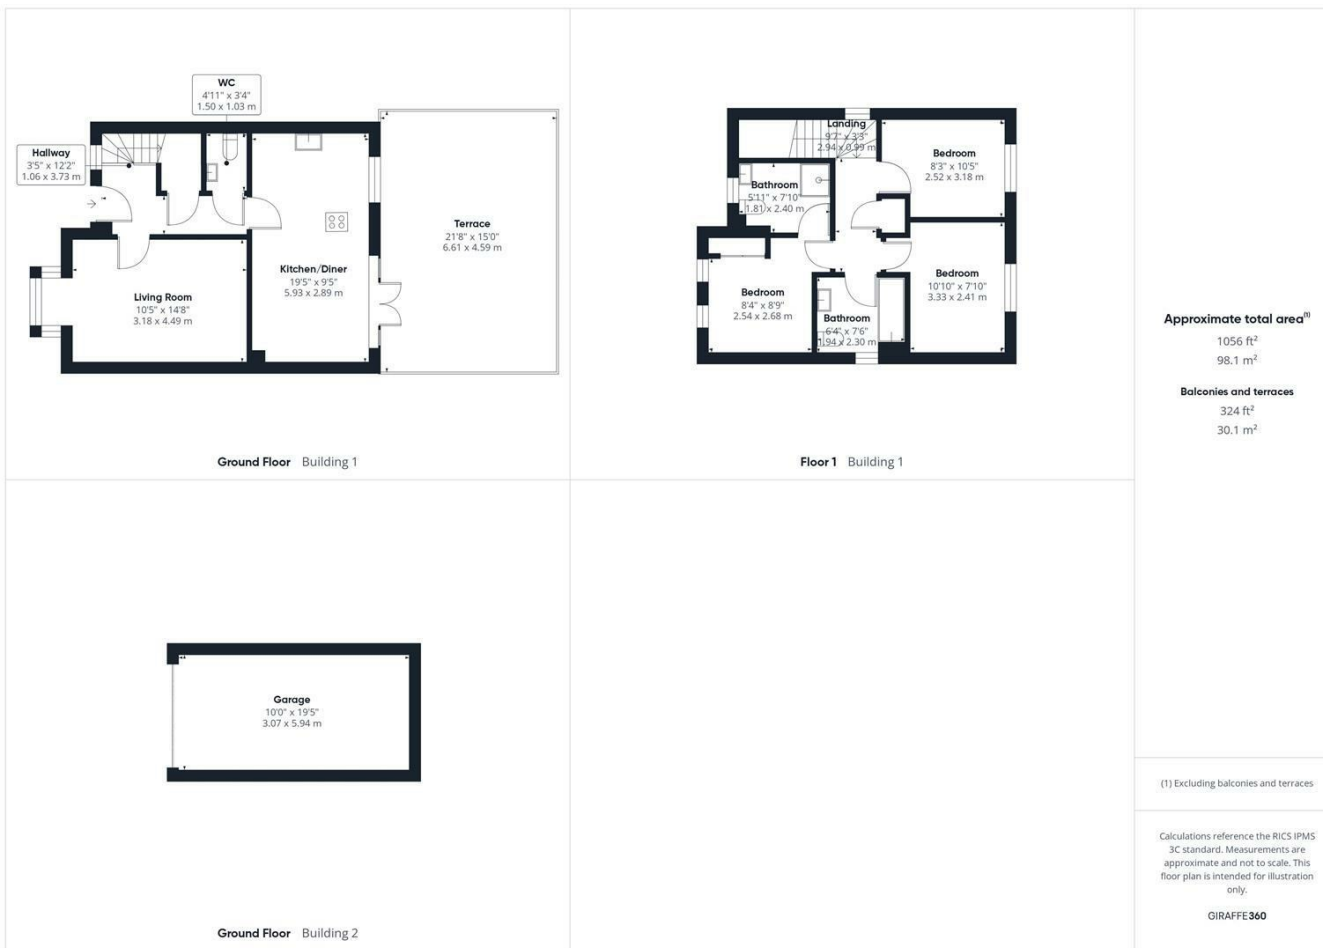 WC
4'11" x 3'4"
1.50 x 1.03 m
Hallway
3'5" x 12'2"
1.06 x 3.73 m
Terrace
21'8" x 15'0"
6.61 x 4.59 m
Kitchen/Diner
19'5" x 9'5"
5.93 x 2.89 m
Living Room
10'5" x 14'8"
3.18 x 4.49 m
Ground Floor Building 1
Landing
9'7" x 3'3"
2.94 x 0.99 m
Bedroom
8'3" x 10'5"
2.52 x 3.18 m
Bathroom
5'11" x 7'10"
1.81 x 2.40 m
Bedroom
10'10" x 7'10"
3.33 x 2.41 m
Bedroom
8'4" x 8'9"
2.54 x 2.68 m
Bathroom
6'4" x 7'6"
1.94 x 2.30 m
Floor 1 Building 1
Garage
10'0" x 19'5"
3.07 x 5.94 m
Ground Floor Building 2
Approximate total area(1)
1056 ft²
98.1 m²
Balconies and terraces
324 ft²
30.1 m²
(1) Excluding balconies and terraces
Calculations reference the RICS IPMS
3C standard. Measurements are
approximate and not to scale. This
floor plan is intended for illustration
only.
GIRAFFE360